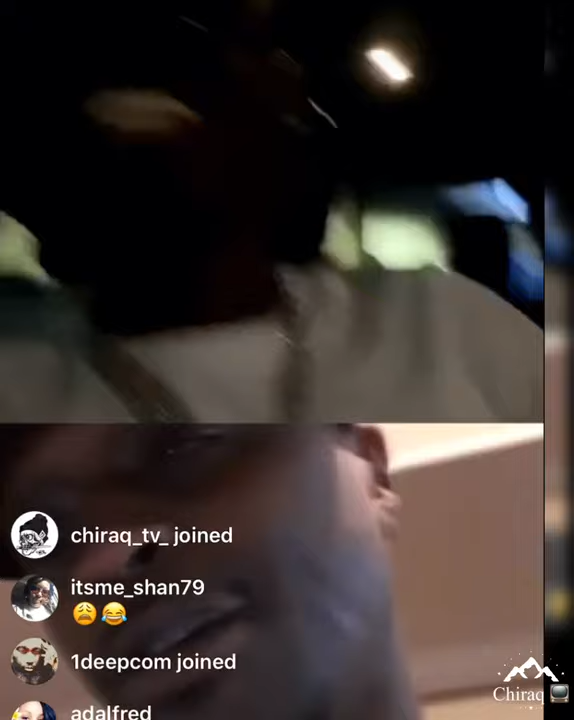 chiraq_tv_ joined
itsme_shan79
😩😂
1deepcom joined
adalfred
Chiraq📺